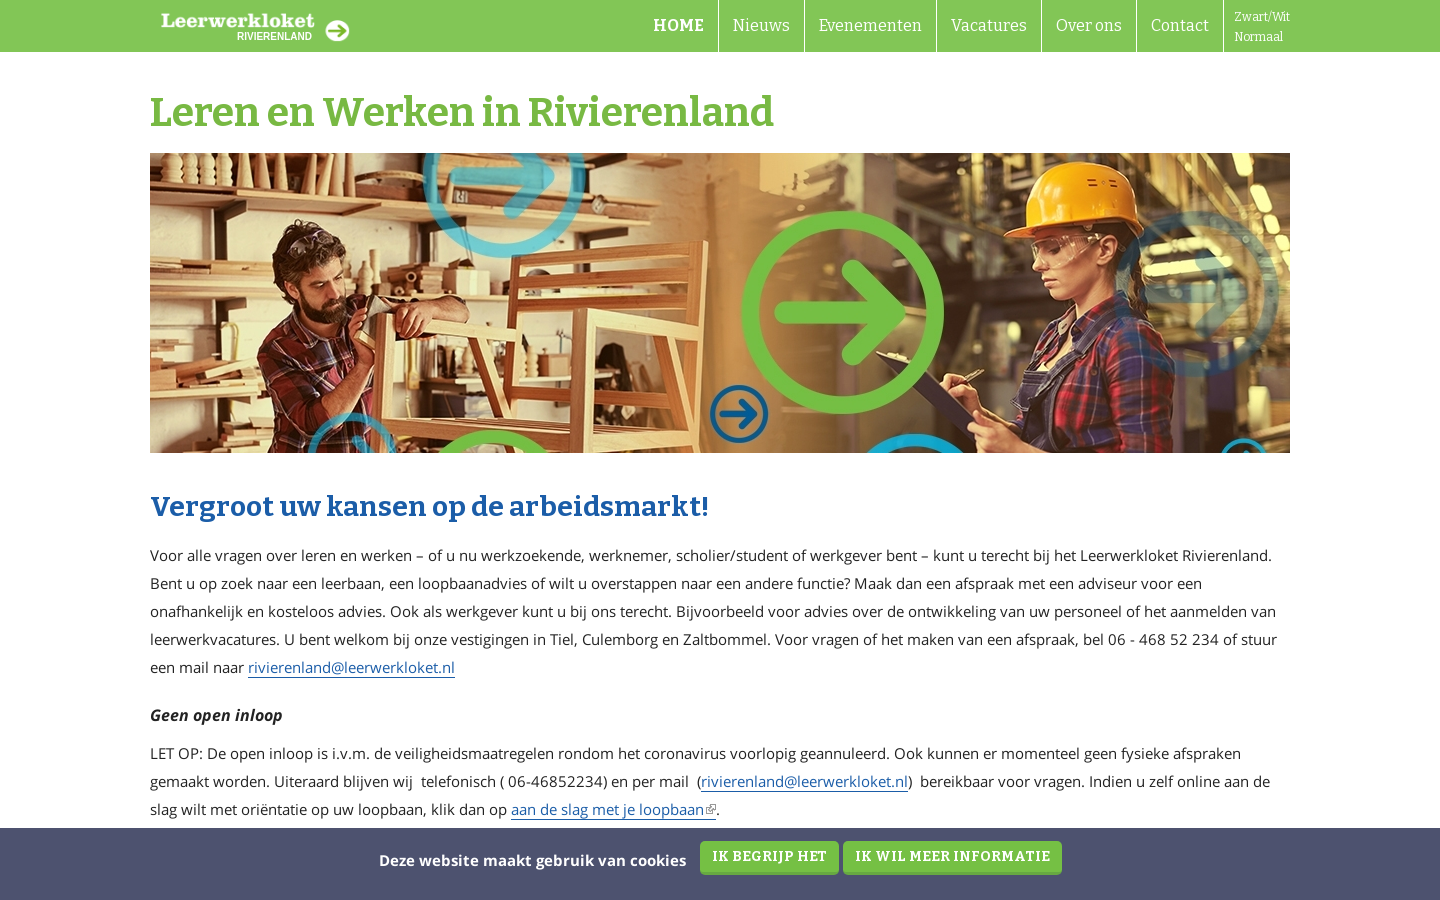 Leerwerkloket
RIVIERENLAND
HOME
Nieuws
Evenementen
Vacatures
Over ons
Contact
Zwart/Wit
Normaal
Leren en Werken in Rivierenland
Vergroot uw kansen op de arbeidsmarkt!
Voor alle vragen over leren en werken – of u nu werkzoekende, werknemer, scholier/student of werkgever bent – kunt u terecht bij het Leerwerkloket Rivierenland.
Bent u op zoek naar een leerbaan, een loopbaanadvies of wilt u overstappen naar een andere functie? Maak dan een afspraak met een adviseur voor een
onafhankelijk en kosteloos advies. Ook als werkgever kunt u bij ons terecht. Bijvoorbeeld voor advies over de ontwikkeling van uw personeel of het aanmelden van
leerwerkvacatures. U bent welkom bij onze vestigingen in Tiel, Culemborg en Zaltbommel. Voor vragen of het maken van een afspraak, bel 06 - 468 52 234 of stuur
een mail naar rivierenland@leerwerkloket.nl
Geen open inloop
LET OP: De open inloop is i.v.m. de veiligheidsmaatregelen rondom het coronavirus voorlopig geannuleerd. Ook kunnen er momenteel geen fysieke afspraken
gemaakt worden. Uiteraard blijven wij  telefonisch ( 06-46852234) en per mail  (rivierenland@leerwerkloket.nl)  bereikbaar voor vragen. Indien u zelf online aan de
slag wilt met oriëntatie op uw loopbaan, klik dan op aan de slag met je loopbaan.
Deze website maakt gebruik van cookies
IK BEGRIJP HET
IK WIL MEER INFORMATIE